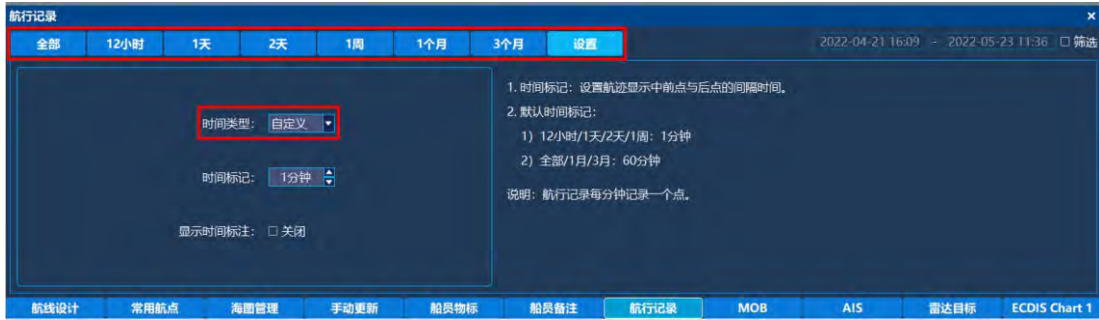 航行记录 ×
全部 12小时 1天 2天 1周 1个月 3个月 设置 2022-04-21 16:09 - 2022-05-23 11:36 筛选
1. 时间标记：设置航迹显示中前点与后点的间隔时间。
2. 默认时间标记：
1) 12小时/1天/2天/1周：1分钟
2) 全部/1月/3月：60分钟
说明：航行记录每分钟记录一个点。
时间类型： 自定义
时间标记： 1分钟
显示时间标注： 关闭
航线设计 常用航点 海图管理 手动更新 船员物标 船员备注 航行记录 MOB AIS 雷达目标 ECDIS Chart 1